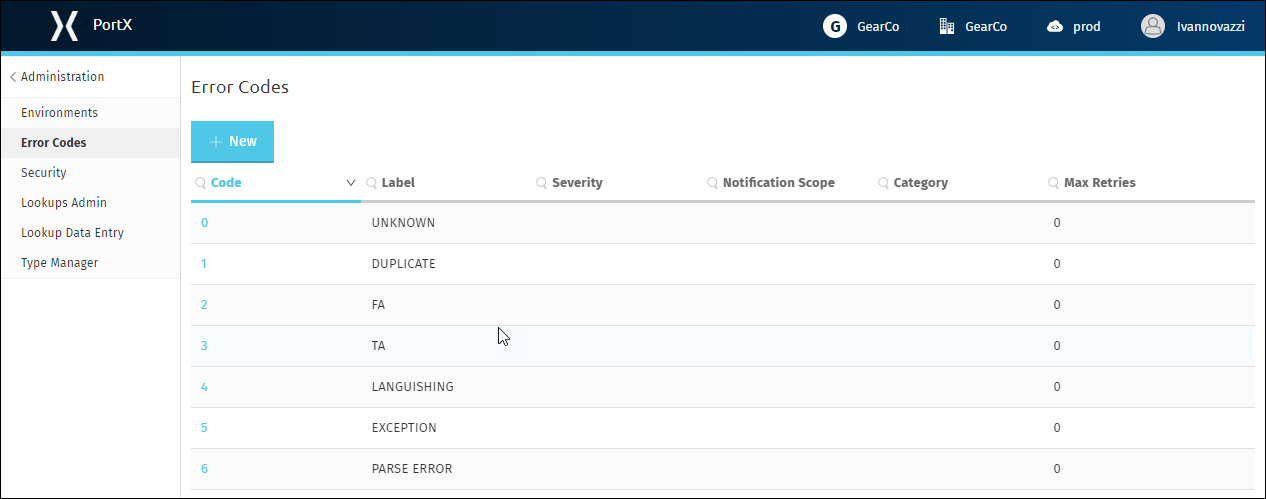 PortX
G GearCo GearCo prod Ivannovazzi
Administration
Environments
Error Codes
Security
Lookups Admin
Lookup Data Entry
Type Manager
Error Codes
+ New
Code Label Severity Notification Scope Category Max Retries
0 UNKNOWN 0
1 DUPLICATE 0
2 FA 0
3 TA 0
4 LANGUISHING 0
5 EXCEPTION 0
6 PARSE ERROR 0